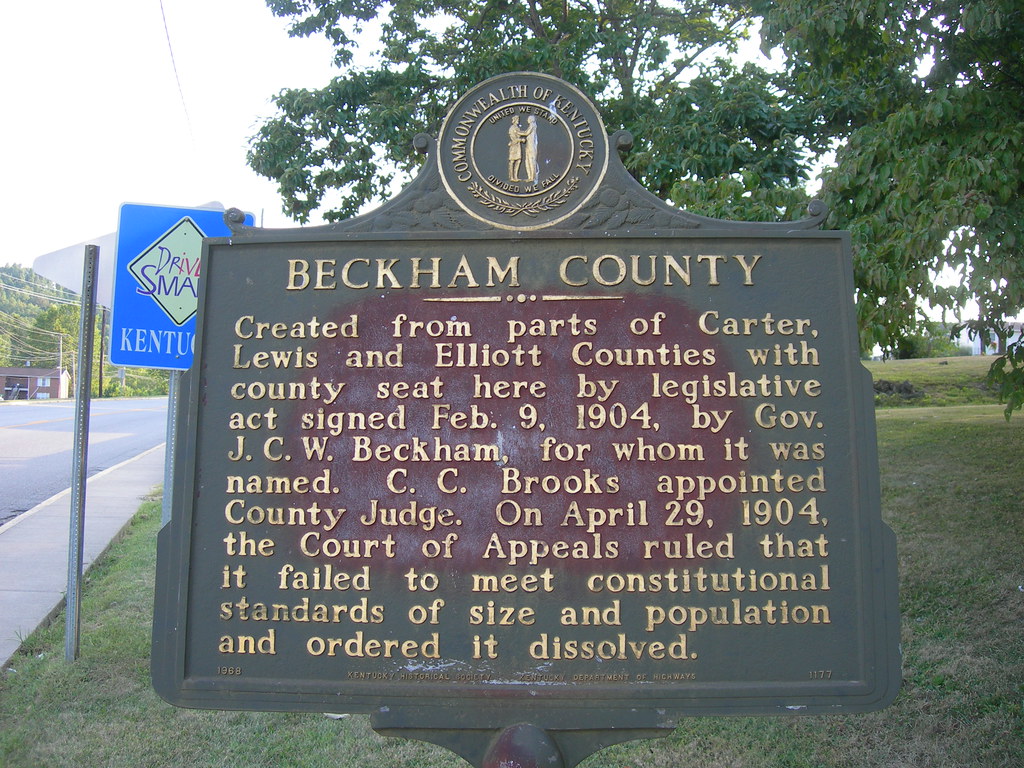 COMMONWEALTH OF KENTUCKY
UNITED WE STAND
DIVIDED WE FALL
BECKHAM COUNTY
Created from parts of Carter,
Lewis and Elliott Counties with
county seat here by legislative
act signed Feb. 9, 1904, by Gov.
J. C. W. Beckham, for whom it was
named. C. C. Brooks appointed
County Judge. On April 29, 1904,
the Court of Appeals ruled that
it failed to meet constitutional
standards of size and population
and ordered it dissolved.
1968 KENTUCKY HISTORICAL SOCIETY KENTUCKY DEPARTMENT OF HIGHWAYS 1177
DRIV
SMA
KENTUC